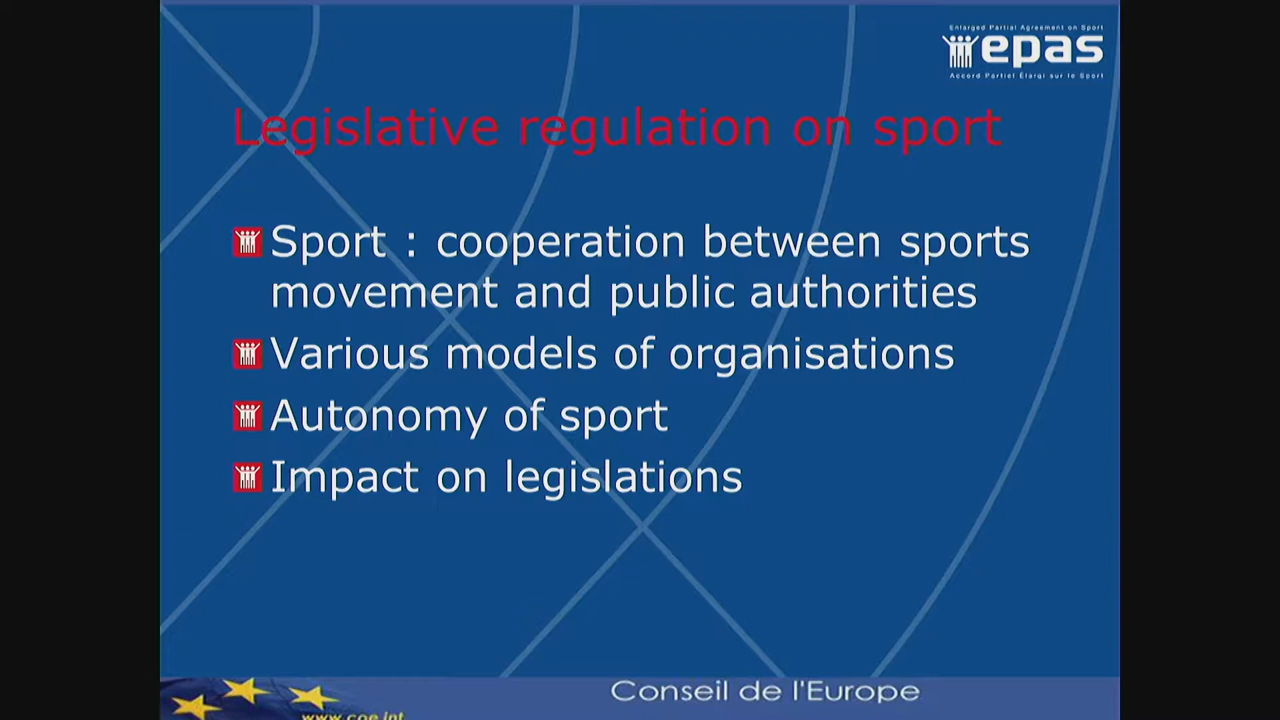 Enlarged Partial Agreement on Sport
epas
Accord Partiel Élargi sur le Sport
Legislative regulation on sport
Sport : cooperation between sports
movement and public authorities
Various models of organisations
Autonomy of sport
Impact on legislations
Conseil de l'Europe
www.coe.int